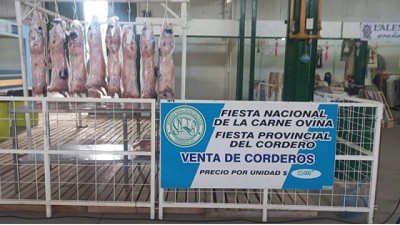 FIESTA NACIONAL
DE LA CARNE OVINA
FIESTA PROVINCIAL
DEL CORDERO
VENTA DE CORDEROS
PRECIO POR UNIDAD $